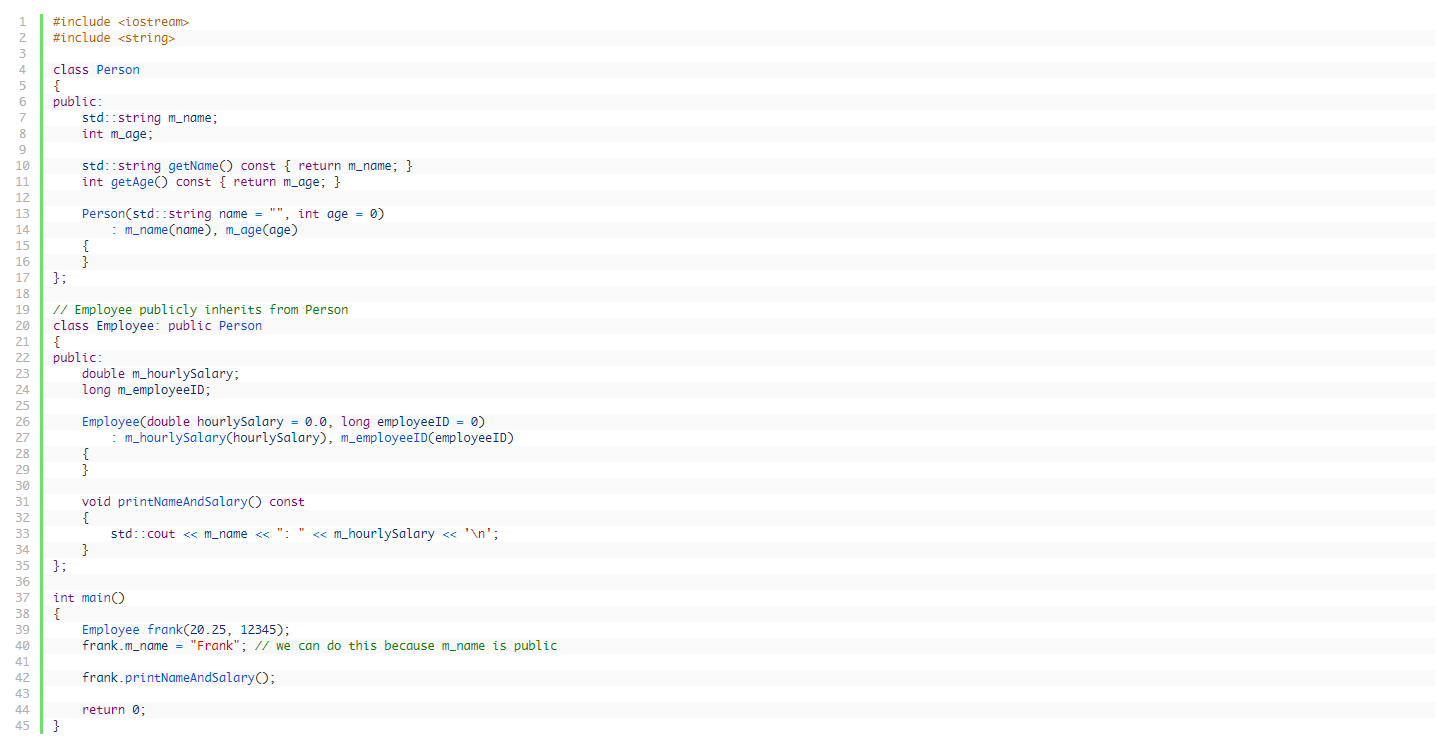 1 #include <iostream>
2 #include <string>
3
4 class Person
5 {
6 public:
7     std::string m_name;
8     int m_age;
9
10     std::string getName() const { return m_name; }
11     int getAge() const { return m_age; }
12
13     Person(std::string name = "", int age = 0)
14         : m_name(name), m_age(age)
15     {
16     }
17 };
18
19 // Employee publicly inherits from Person
20 class Employee: public Person
21 {
22 public:
23     double m_hourlySalary;
24     long m_employeeID;
25
26     Employee(double hourlySalary = 0.0, long employeeID = 0)
27         : m_hourlySalary(hourlySalary), m_employeeID(employeeID)
28     {
29     }
30
31     void printNameAndSalary() const
32     {
33         std::cout << m_name << ": " << m_hourlySalary << '\n';
34     }
35 };
36
37 int main()
38 {
39     Employee frank(20.25, 12345);
40     frank.m_name = "Frank"; // we can do this because m_name is public
41
42     frank.printNameAndSalary();
43
44     return 0;
45 }